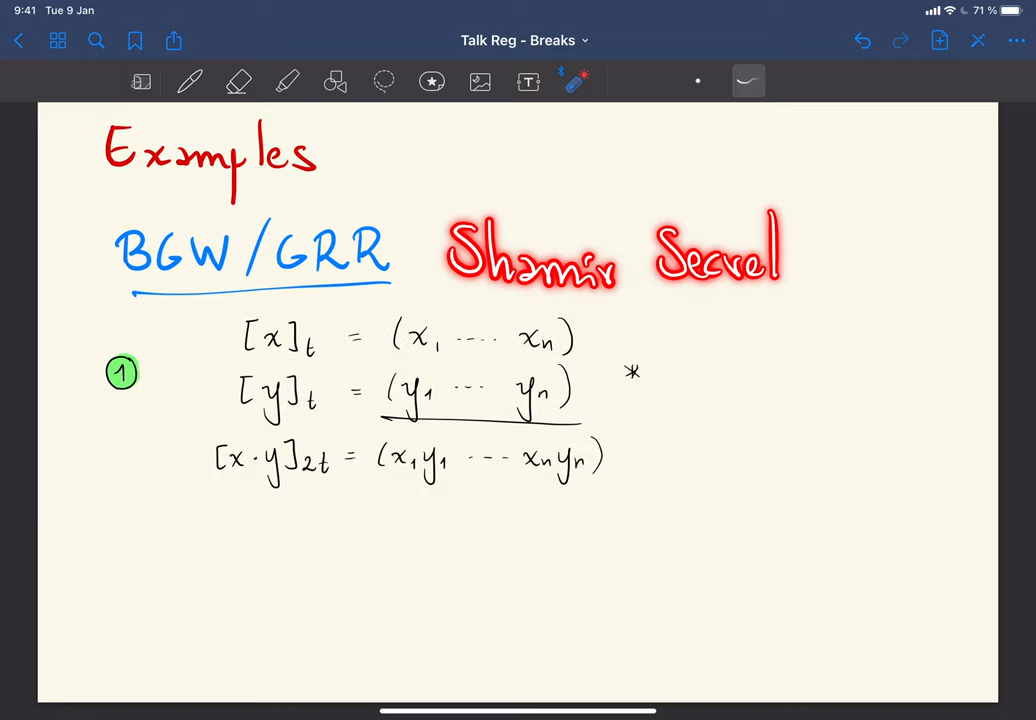 9:41 Tue 9 Jan 71 %
Talk Reg - Breaks
Examples
BGW/GRR Shamir Secret
[x]t = (x1 .... xn)
1 [y]t = (y1 ... yn) *
[x·y]2t = (x1y1 --- xnyn)